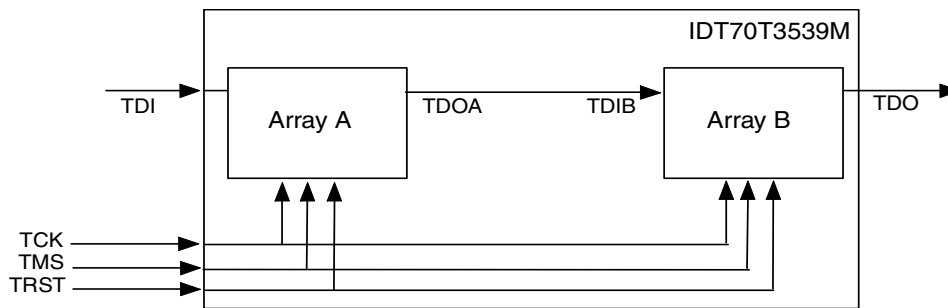 IDT70T3539M
TDI
Array A
TDOA
TDIB
Array B
TDO
TCK
TMS
TRST